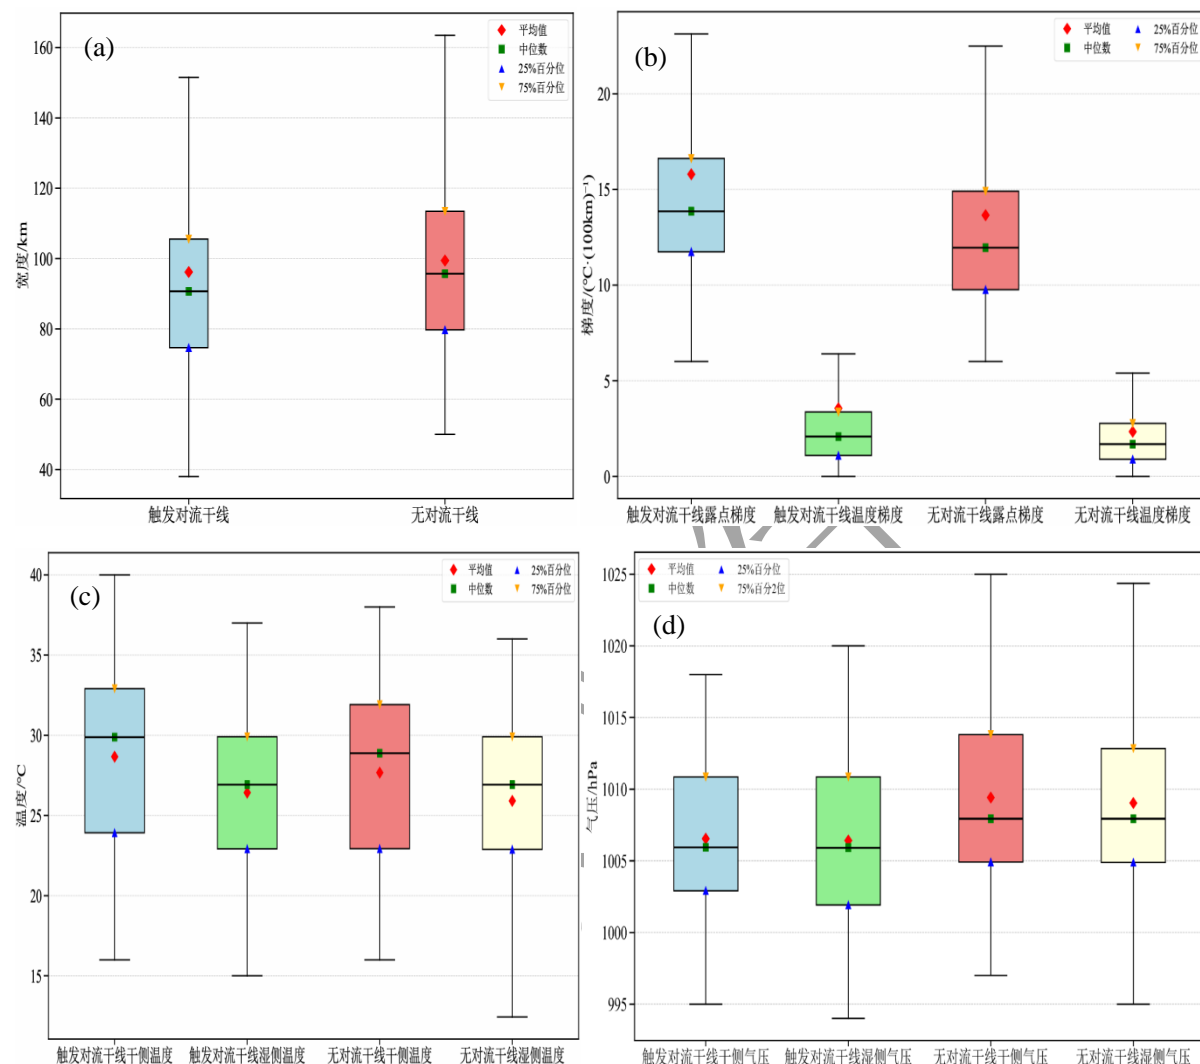 (a)
平均值
中位数
25%百分位
75%百分位
宽度/km
160
140
120
100
80
60
40
触发对流干线 无对流干线
(b)
平均值 25%百分位
中位数 75%百分位
梯度/(°C·(100km)⁻¹)
20
15
10
5
0
触发对流干线露点梯度 触发对流干线温度梯度 无对流干线露点梯度 无对流干线温度梯度
(c)
平均值 25%百分位
中位数 75%百分位
温度/°C
40
35
30
25
20
15
触发对流干线干侧温度 触发对流干线湿侧温度 无对流干线干侧温度 无对流干线湿侧温度
(d)
平均值 25%百分位
中位数 75%百分2位
气压/hPa
1025
1020
1015
1010
1005
1000
995
触发对流干线干侧气压 触发对流干线湿侧气压 无对流干线干侧气压 无对流干线湿侧气压